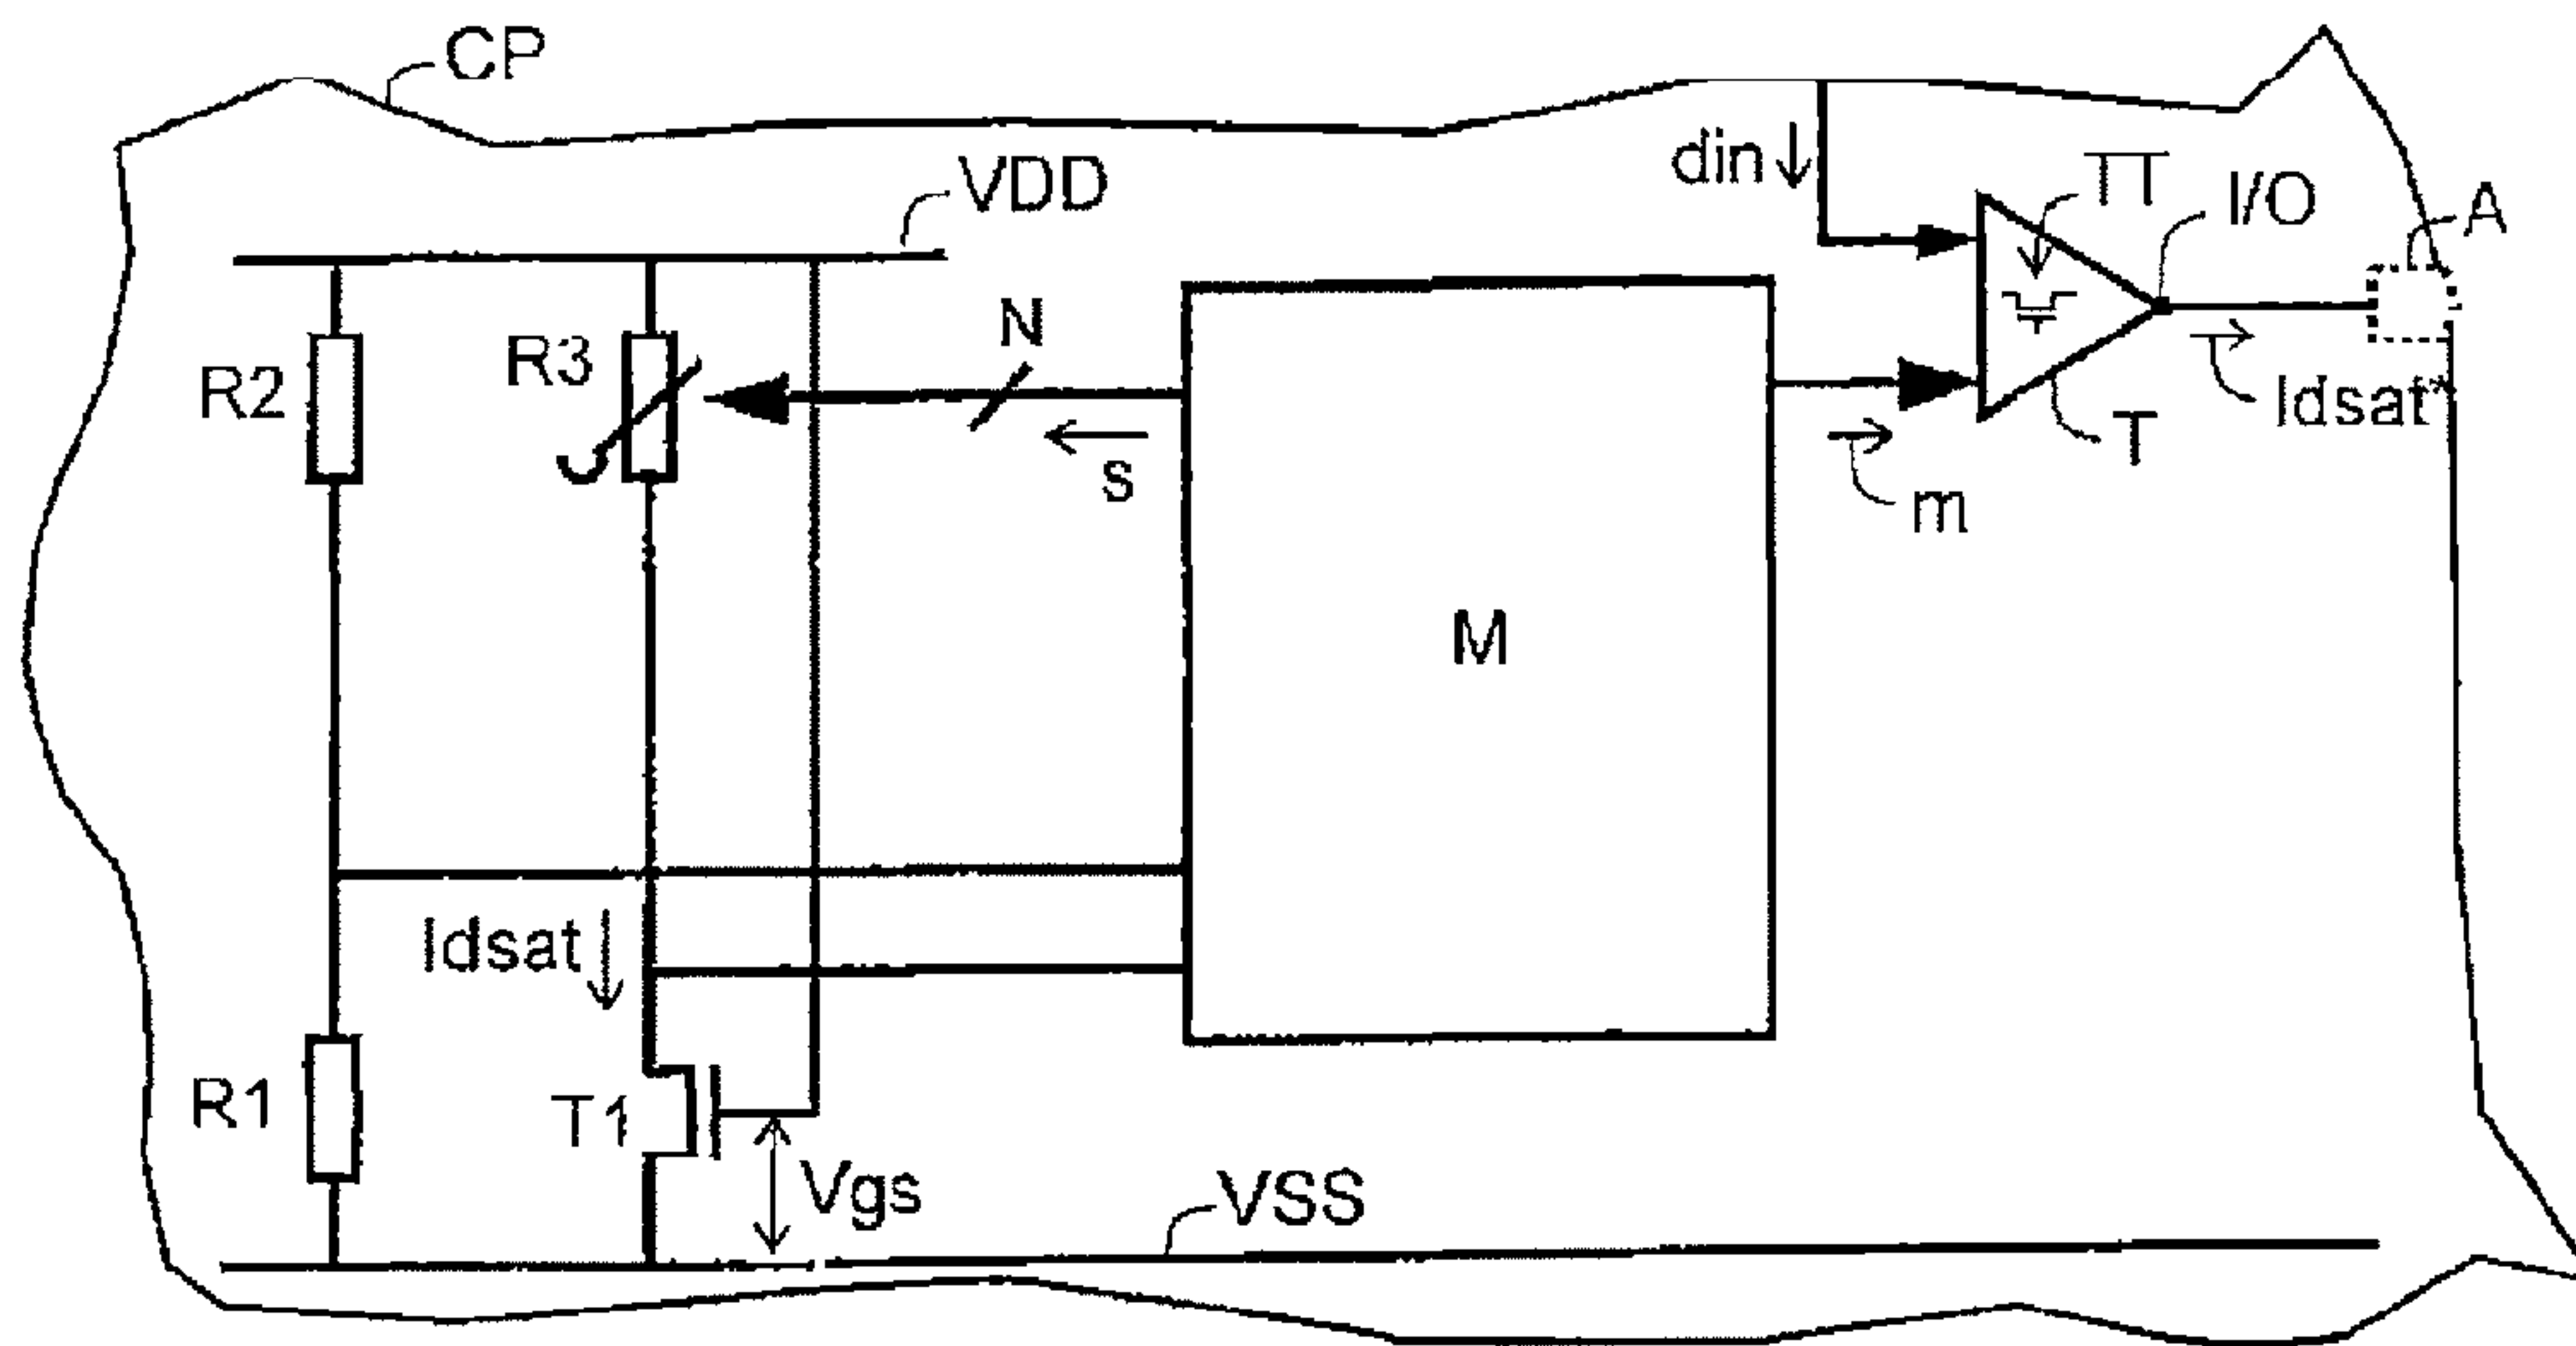 CP
VDD
din
TT
I/O
A
N
R2
R3
s
T
Idsat'
m
M
Idsat
R1
T1
Vgs
VSS